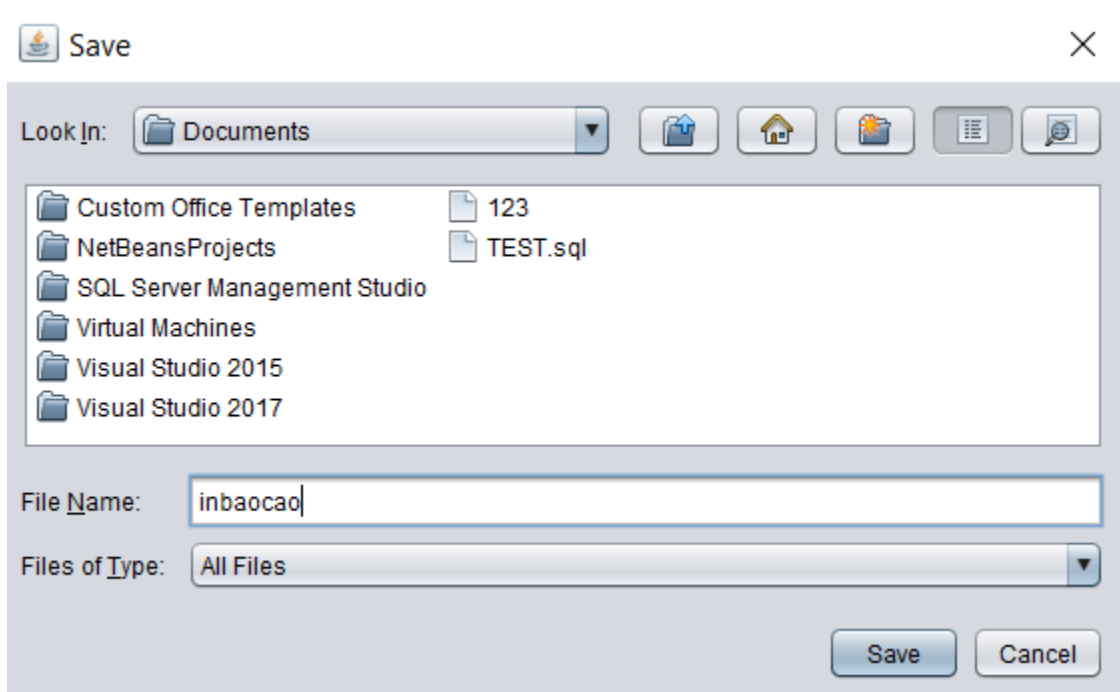 Save
Look In: Documents
Custom Office Templates 123
NetBeansProjects TEST.sql
SQL Server Management Studio
Virtual Machines
Visual Studio 2015
Visual Studio 2017
File Name: inbaocao
Files of Type: All Files
Save Cancel